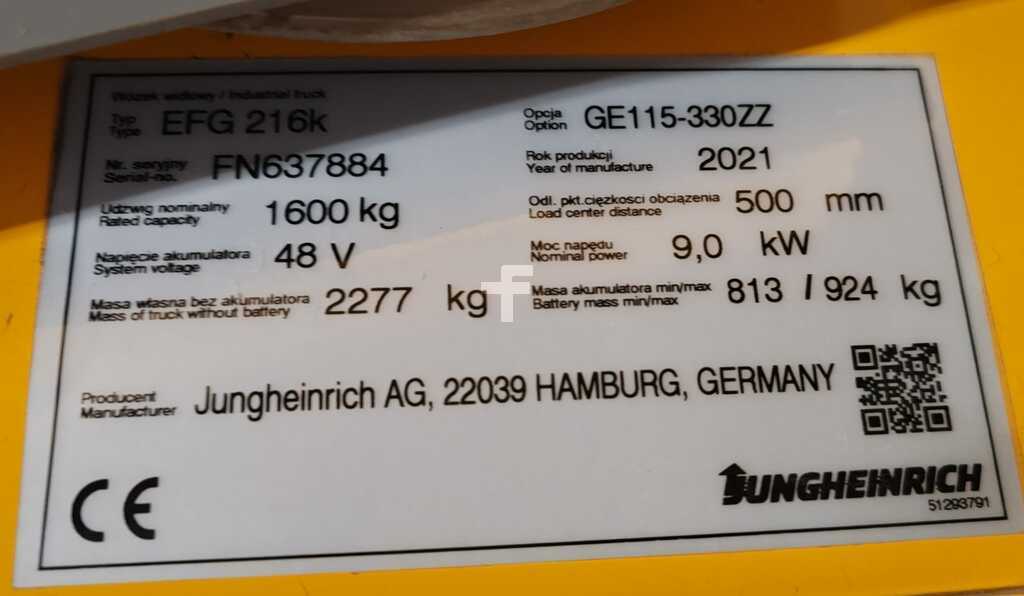 Wózek widłowy / Industrial truck
Typ
Type EFG 216k
Opcja
Option GE115-330ZZ
Nr. seryjny
Serial-no. FN637884
Rok produkcji
Year of manufacture 2021
Udźwig nominalny
Rated capacity 1600 kg
Odl. pkt.ciężkości obciążenia
Load center distance 500 mm
Napięcie akumulatora
System voltage 48 V
Moc napędu
Nominal power 9,0 kW
Masa własna bez akumulatora
Mass of truck without battery 2277 kg
Masa akumulatora min/max
Battery mass min/max 813 / 924 kg
Producent
Manufacturer Jungheinrich AG, 22039 HAMBURG, GERMANY
CE
JUNGHEINRICH
51293791
f